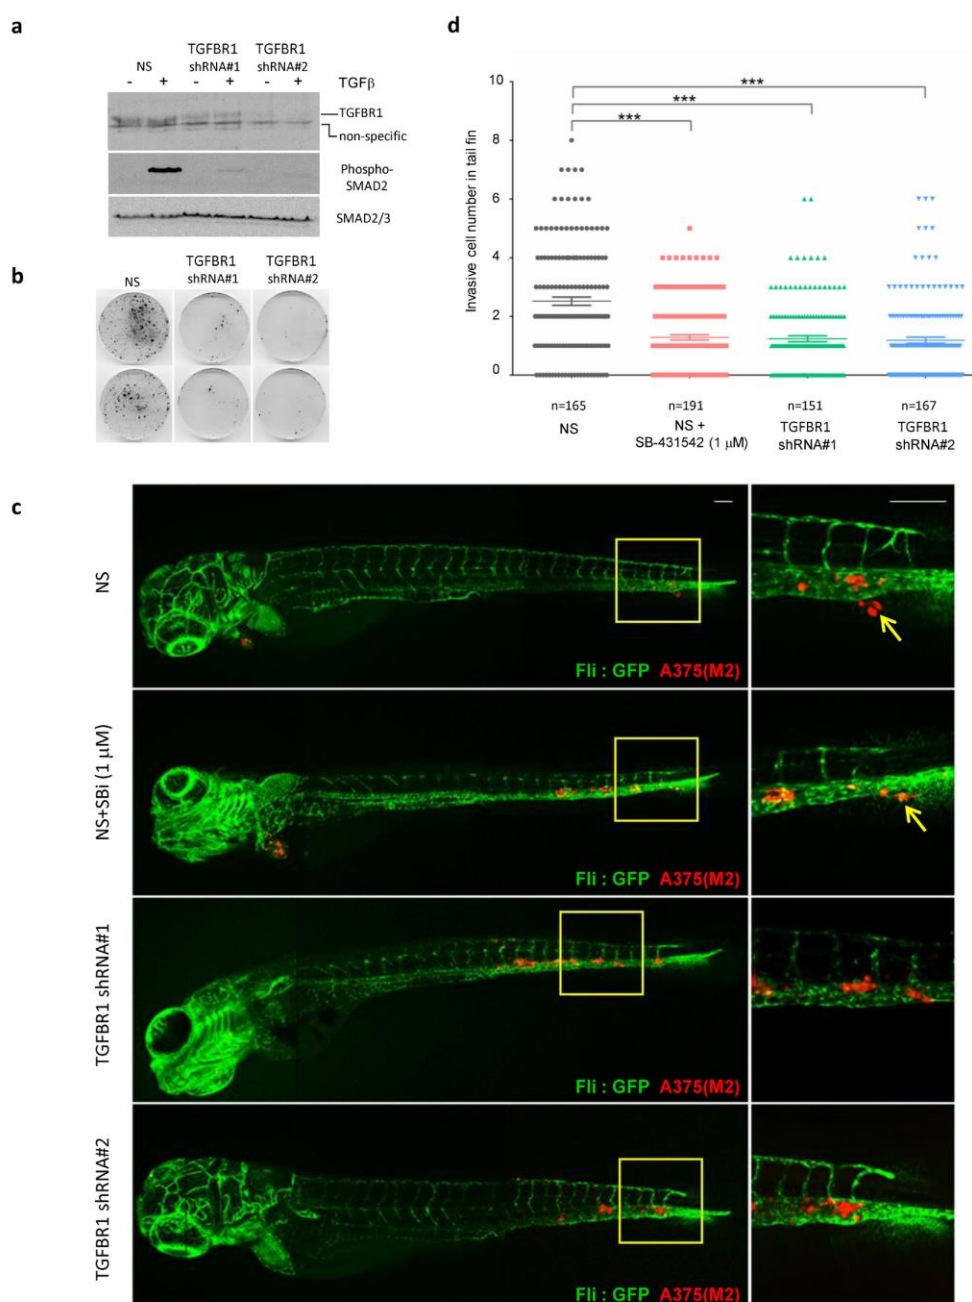 a
NS
TGFBR1
shRNA#1
TGFBR1
shRNA#2
- + - + - + TGFβ
TGFBR1
non-specific
Phospho-
SMAD2
SMAD2/3
b
NS
TGFBR1
shRNA#1
TGFBR1
shRNA#2
d
Invasive cell number in tail fin
10
8
6
4
2
0
***
***
***
n=165
NS
n=191
NS +
SB-431542 (1 μM)
n=151
TGFBR1
shRNA#1
n=167
TGFBR1
shRNA#2
c
NS
Fli : GFP A375(M2)
NS+SBi (1 μM)
Fli : GFP A375(M2)
TGFBR1 shRNA#1
Fli : GFP A375(M2)
TGFBR1 shRNA#2
Fli : GFP A375(M2)